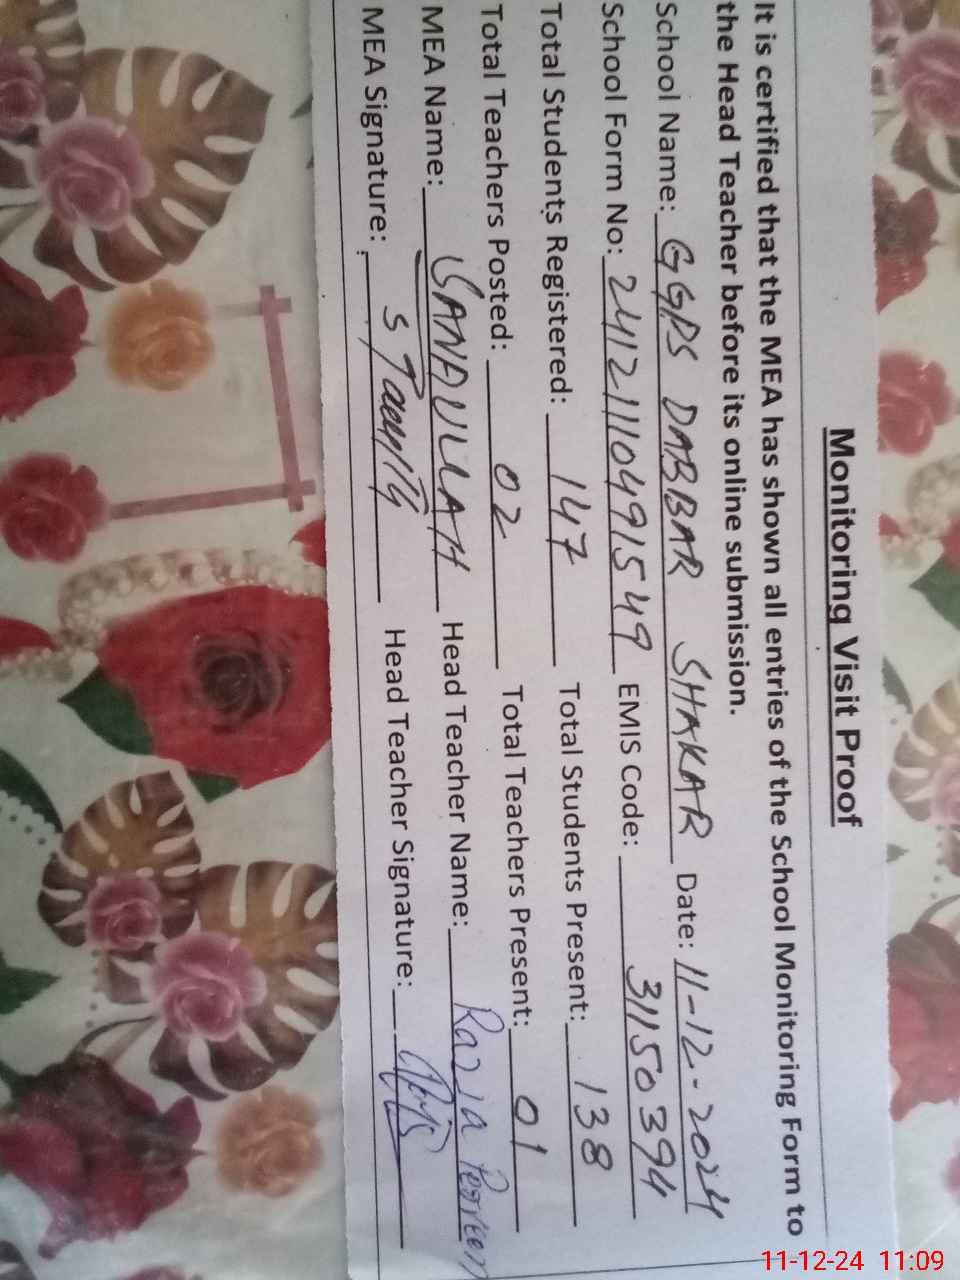 Monitoring Visit Proof
It is certified that the MEA has shown all entries of the School Monitoring Form to
the Head Teacher before its online submission.
School Name: GGPS DABBAR SHAKAR Date: 11-12-2024
School Form No: 24121110491549 EMIS Code: 31150394
Total Students Registered: 147 Total Students Present: 138
Total Teachers Posted: 02 Total Teachers Present: 01
MEA Name: SANAULLAH Head Teacher Name: Razia Parveen
MEA Signature: Head Teacher Signature:
11-12-24 11:09